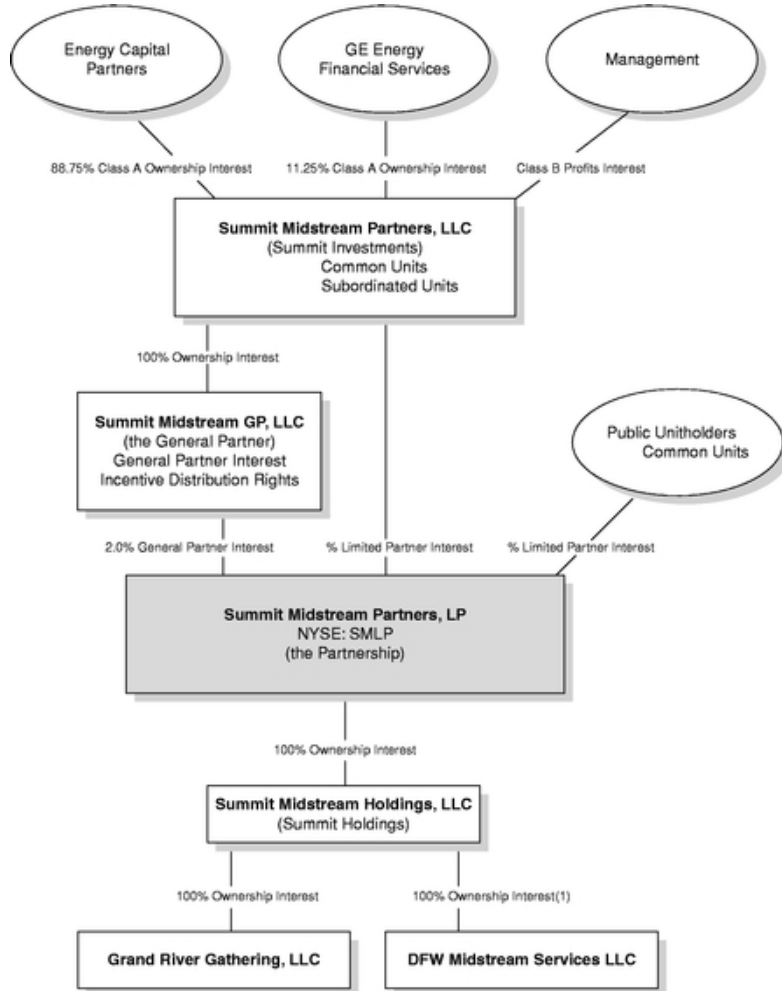 Energy Capital
Partners
GE Energy
Financial Services
Management
88.75% Class A Ownership Interest
11.25% Class A Ownership Interest
Class B Profits Interest
Summit Midstream Partners, LLC
(Summit Investments)
Common Units
Subordinated Units
100% Ownership Interest
Summit Midstream GP, LLC
(the General Partner)
General Partner Interest
Incentive Distribution Rights
Public Unitholders
Common Units
2.0% General Partner Interest
% Limited Partner Interest
% Limited Partner Interest
Summit Midstream Partners, LP
NYSE: SMLP
(the Partnership)
100% Ownership Interest
Summit Midstream Holdings, LLC
(Summit Holdings)
100% Ownership Interest
100% Ownership Interest(1)
Grand River Gathering, LLC
DFW Midstream Services LLC